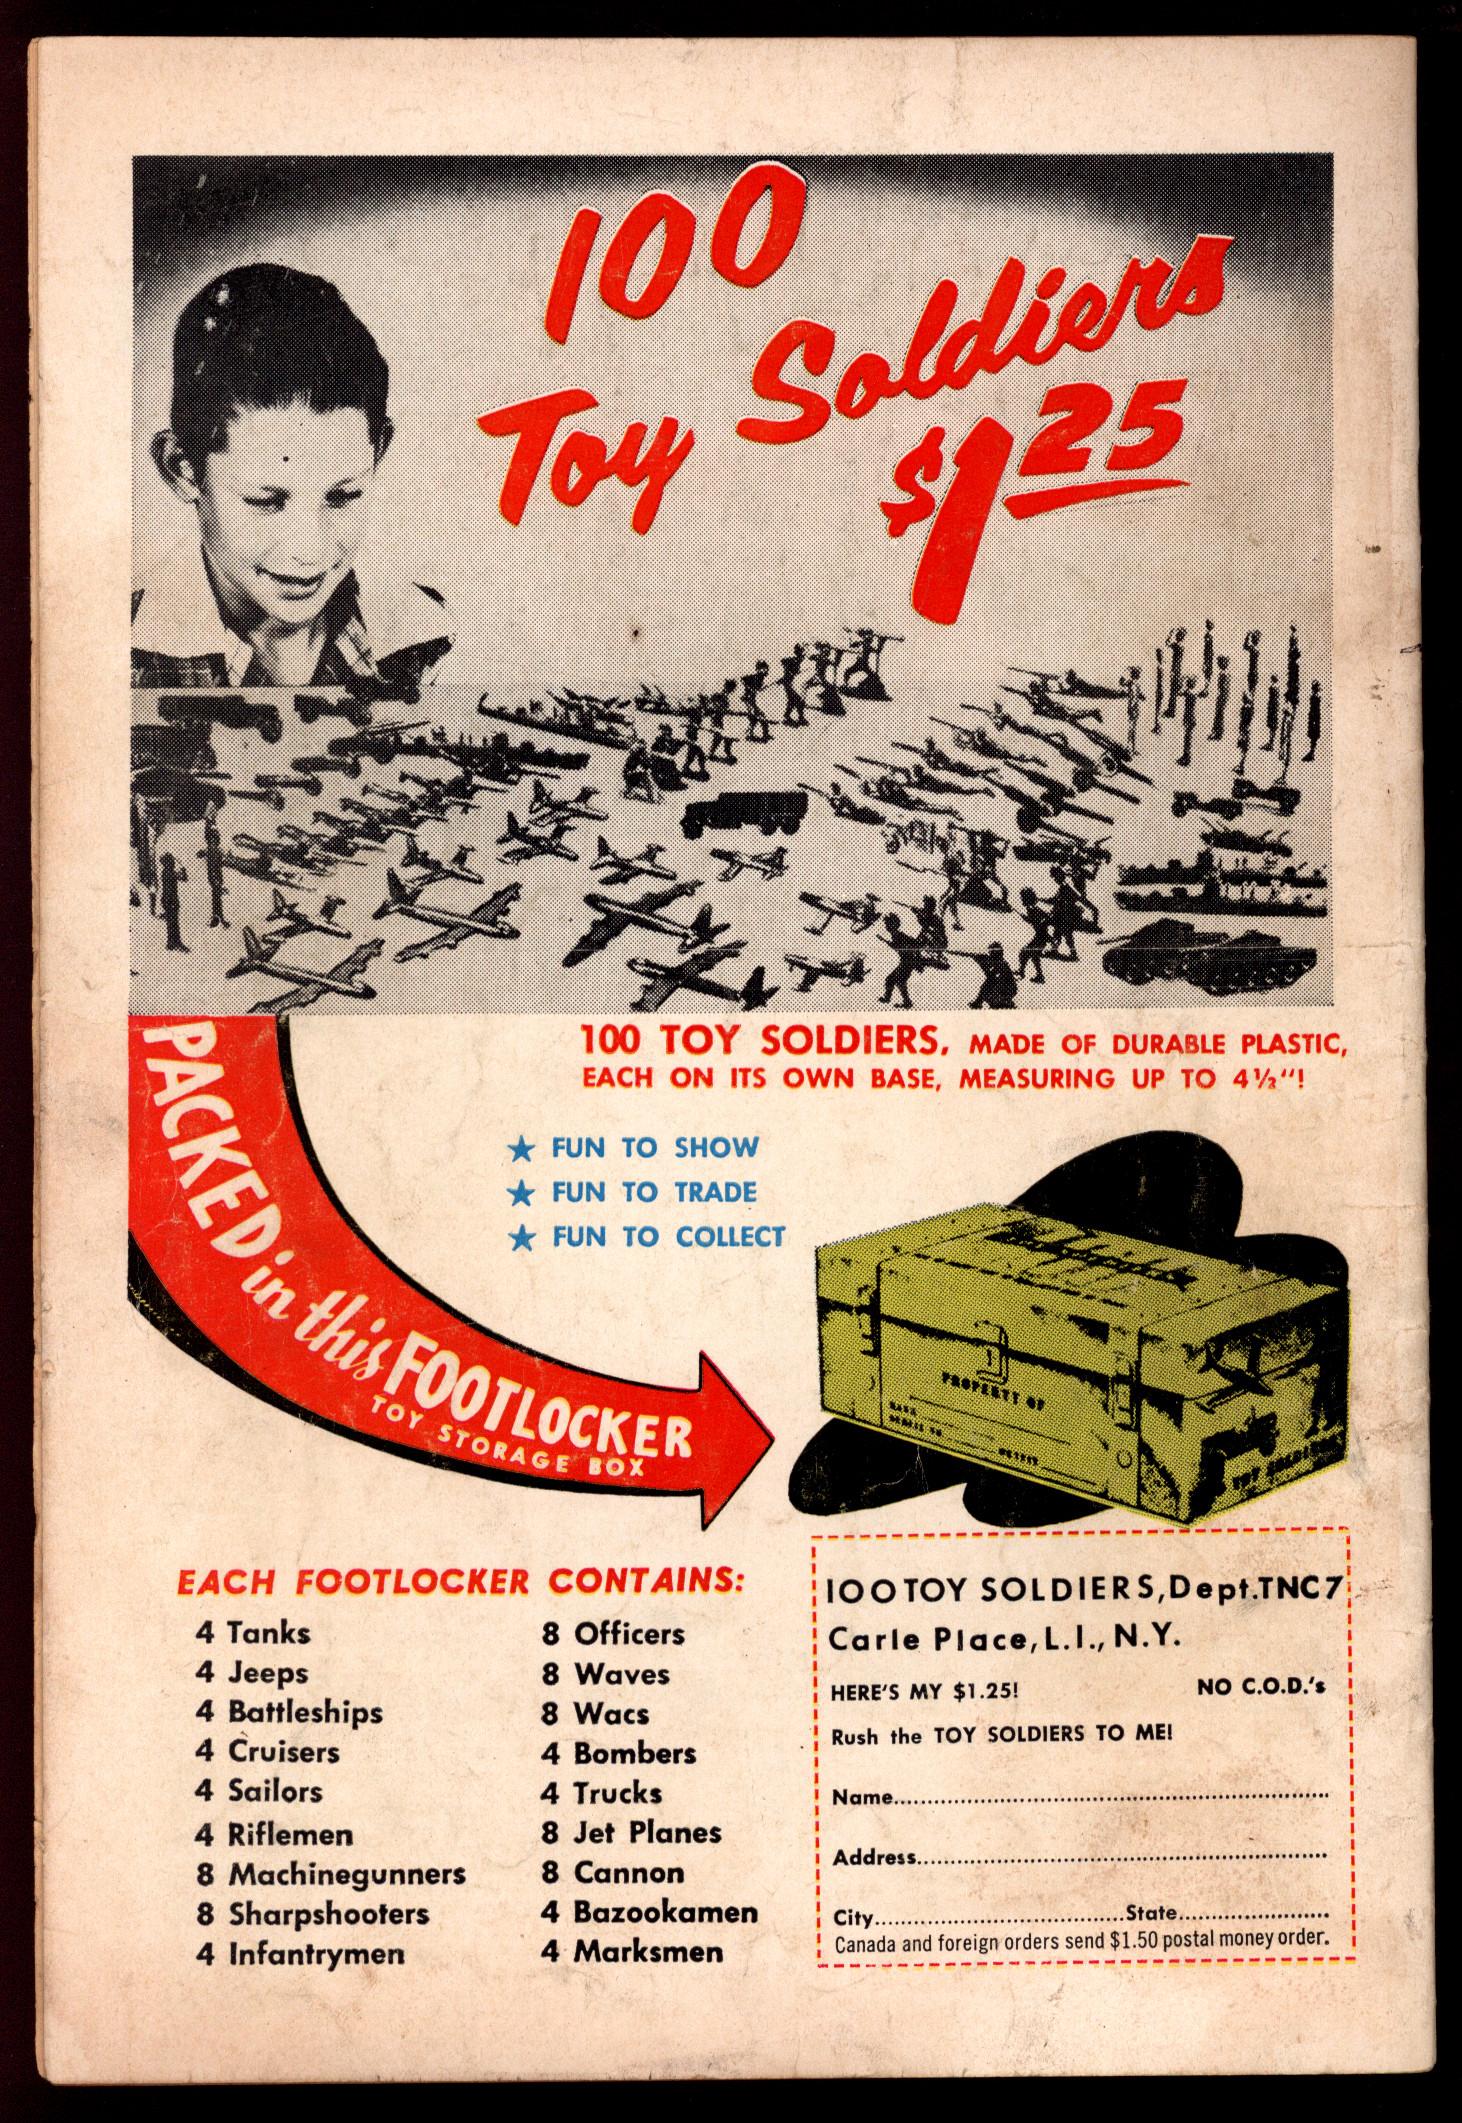 100
Toy Soldiers
$1.25
100 TOY SOLDIERS, MADE OF DURABLE PLASTIC,
EACH ON ITS OWN BASE, MEASURING UP TO 4½"!
★ FUN TO SHOW
★ FUN TO TRADE
★ FUN TO COLLECT
PACKED in this FOOTLOCKER
TOY STORAGE BOX
PROPERTY OF
TOY SOLDIERS
EACH FOOTLOCKER CONTAINS:
4 Tanks
4 Jeeps
4 Battleships
4 Cruisers
4 Sailors
4 Riflemen
8 Machinegunners
8 Sharpshooters
4 Infantrymen
8 Officers
8 Waves
8 Wacs
4 Bombers
4 Trucks
8 Jet Planes
8 Cannon
4 Bazookamen
4 Marksmen
100 TOY SOLDIERS, Dept. TNC7
Carle Place, L.I., N.Y.
HERE'S MY $1.25! NO C.O.D.'s
Rush the TOY SOLDIERS TO ME!
Name
Address
City State
Canada and foreign orders send $1.50 postal money order.